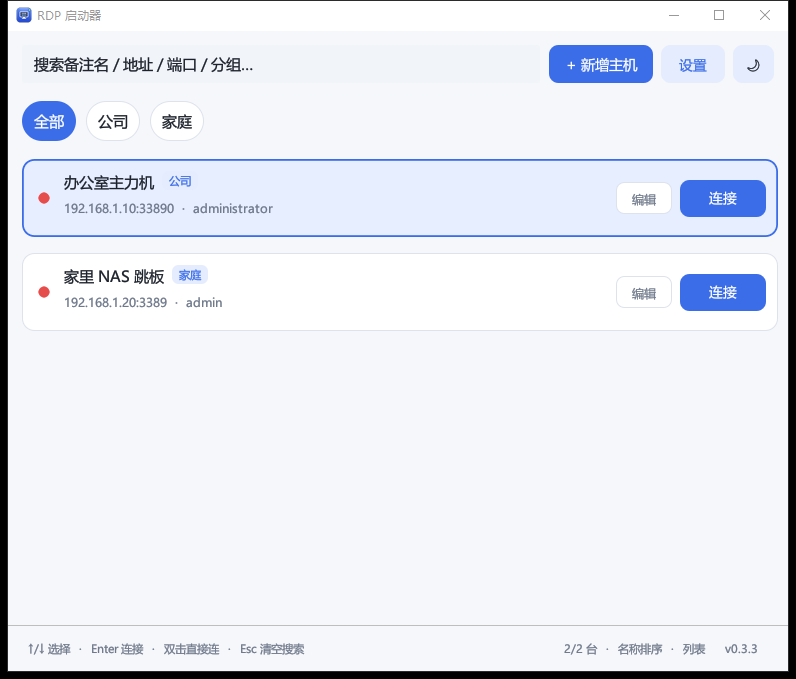 RDP 启动器
搜索备注名 / 地址 / 端口 / 分组... + 新增主机 设置
全部 公司 家庭
办公室主力机 公司
192.168.1.10:33890 · administrator
编辑 连接
家里 NAS 跳板 家庭
192.168.1.20:3389 · admin
编辑 连接
↑/↓ 选择 · Enter 连接 · 双击直接连 · Esc 清空搜索 2/2 台 · 名称排序 · 列表 v0.3.3